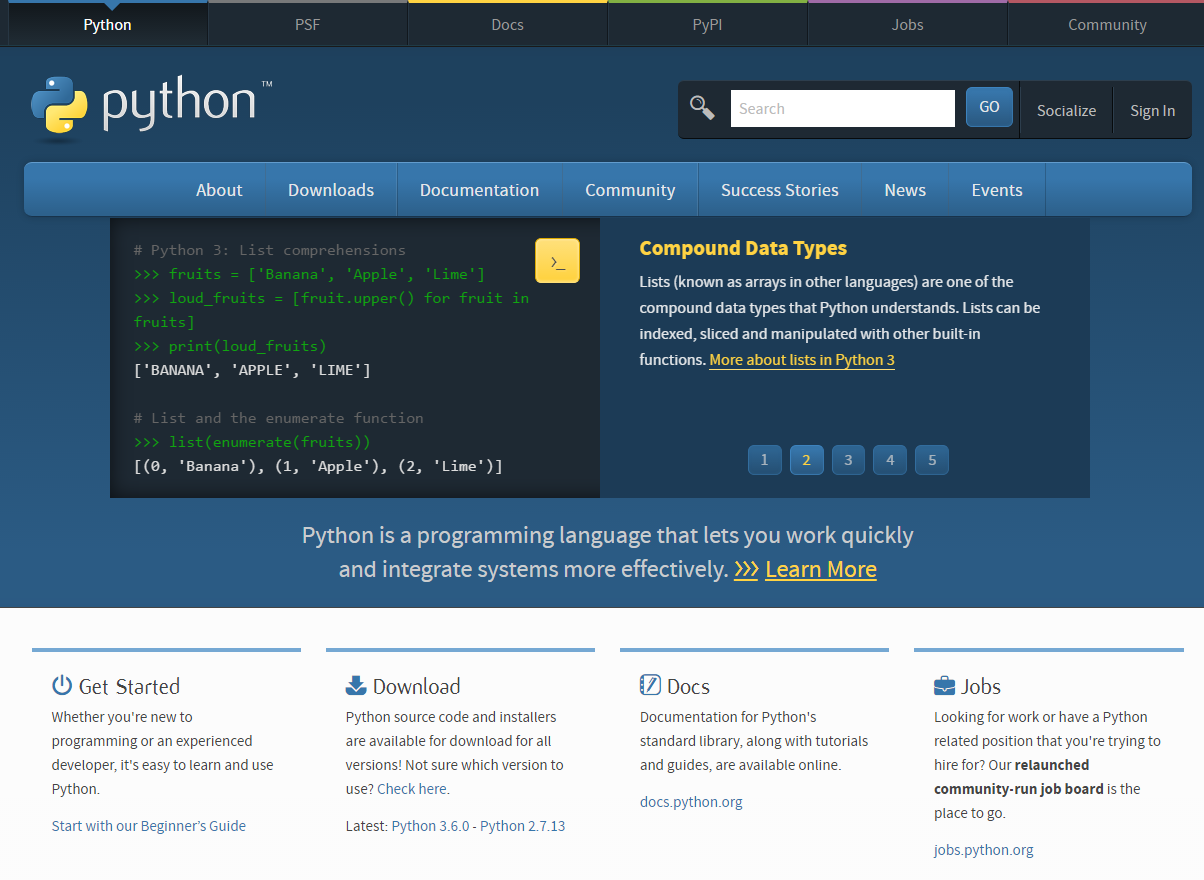 Python PSF Docs PyPI Jobs Community
python™
Search GO Socialize Sign In
About Downloads Documentation Community Success Stories News Events
# Python 3: List comprehensions
>>> fruits = ['Banana', 'Apple', 'Lime']
>>> loud_fruits = [fruit.upper() for fruit in
fruits]
>>> print(loud_fruits)
['BANANA', 'APPLE', 'LIME']
# List and the enumerate function
>>> list(enumerate(fruits))
[(0, 'Banana'), (1, 'Apple'), (2, 'Lime')]
>_
Compound Data Types
Lists (known as arrays in other languages) are one of the
compound data types that Python understands. Lists can be
indexed, sliced and manipulated with other built-in
functions. More about lists in Python 3
1 2 3 4 5
Python is a programming language that lets you work quickly
and integrate systems more effectively. >>> Learn More
Get Started
Whether you're new to
programming or an experienced
developer, it's easy to learn and use
Python.
Start with our Beginner’s Guide
Download
Python source code and installers
are available for download for all
versions! Not sure which version to
use? Check here.
Latest: Python 3.6.0 - Python 2.7.13
Docs
Documentation for Python's
standard library, along with tutorials
and guides, are available online.
docs.python.org
Jobs
Looking for work or have a Python
related position that you're trying to
hire for? Our relaunched
community-run job board is the
place to go.
jobs.python.org